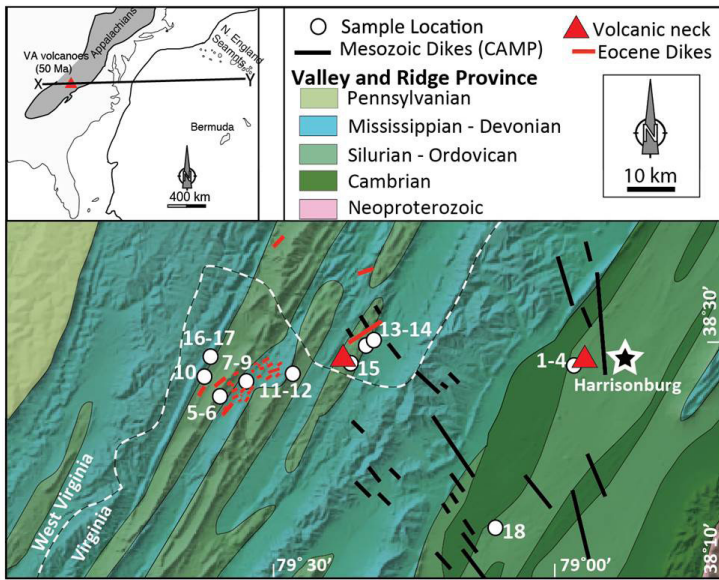 VA volcanoes
(50 Ma)
Appalachians
N. England
Seamnts
X
Y
Bermuda
N
400 km
Sample Location
Mesozoic Dikes (CAMP)
Volcanic neck
Eocene Dikes
Valley and Ridge Province
Pennsylvanian
Mississippian - Devonian
Silurian - Ordovican
Cambrian
Neoproterozoic
N
10 km
16-17
7-9
10
5-6
11-12
13-14
15
1-4
Harrisonburg
18
38° 30'
West Virginia
Virginia
79° 30'
79° 00'
38° 10'